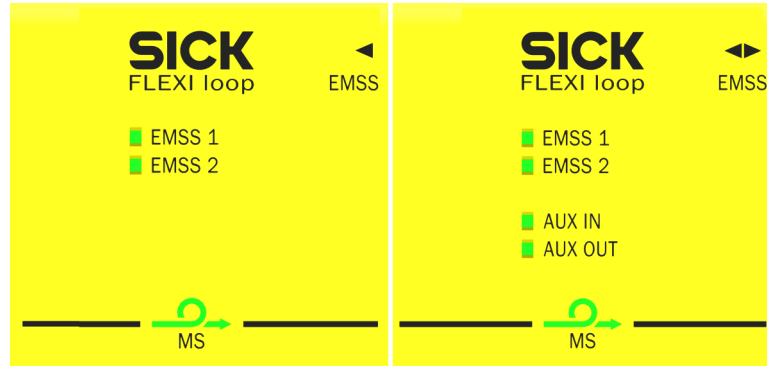 SICK
FLEXI loop
EMSS
EMSS 1
EMSS 2
MS
SICK
FLEXI loop
EMSS
EMSS 1
EMSS 2
AUX IN
AUX OUT
MS